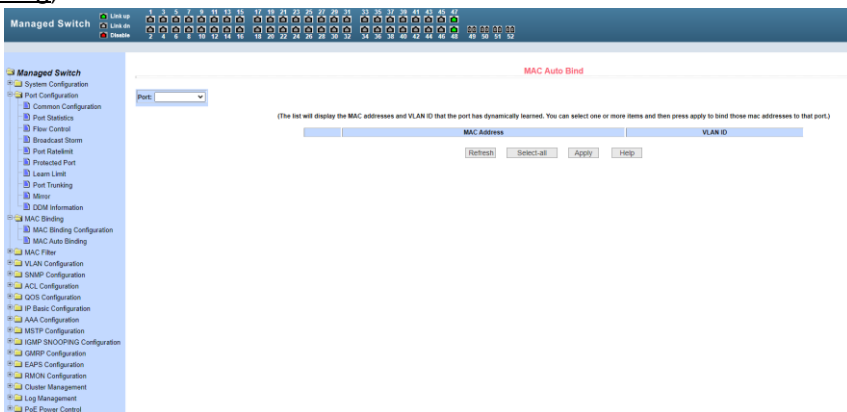 Managed Switch
Link up
Link dn
Disable
1 3 5 7 9 11 13 15 17 19 21 23 25 27 29 31 33 35 37 39 41 43 45 47
2 4 6 8 10 12 14 16 18 20 22 24 26 28 30 32 34 36 38 40 42 44 46 48 49 50 51 52
Managed Switch
System Configuration
Port Configuration
Common Configuration
Port Statistics
Flow Control
Broadcast Storm
Port Ratelimit
Protected Port
Learn Limit
Port Trunking
Mirror
DDM Information
MAC Binding
MAC Binding Configuration
MAC Auto Binding
MAC Filter
VLAN Configuration
SNMP Configuration
ACL Configuration
QOS Configuration
IP Basic Configuration
AAA Configuration
MSTP Configuration
IGMP SNOOPING Configuration
GMRP Configuration
EAPS Configuration
RMON Configuration
Cluster Management
Log Management
PoE Power Control
MAC Auto Bind
Port:
(The list will display the MAC addresses and VLAN ID that the port has dynamically learned. You can select one or more items and then press apply to bind those mac addresses to that port.)
MAC Address VLAN ID
Refresh Select-all Apply Help